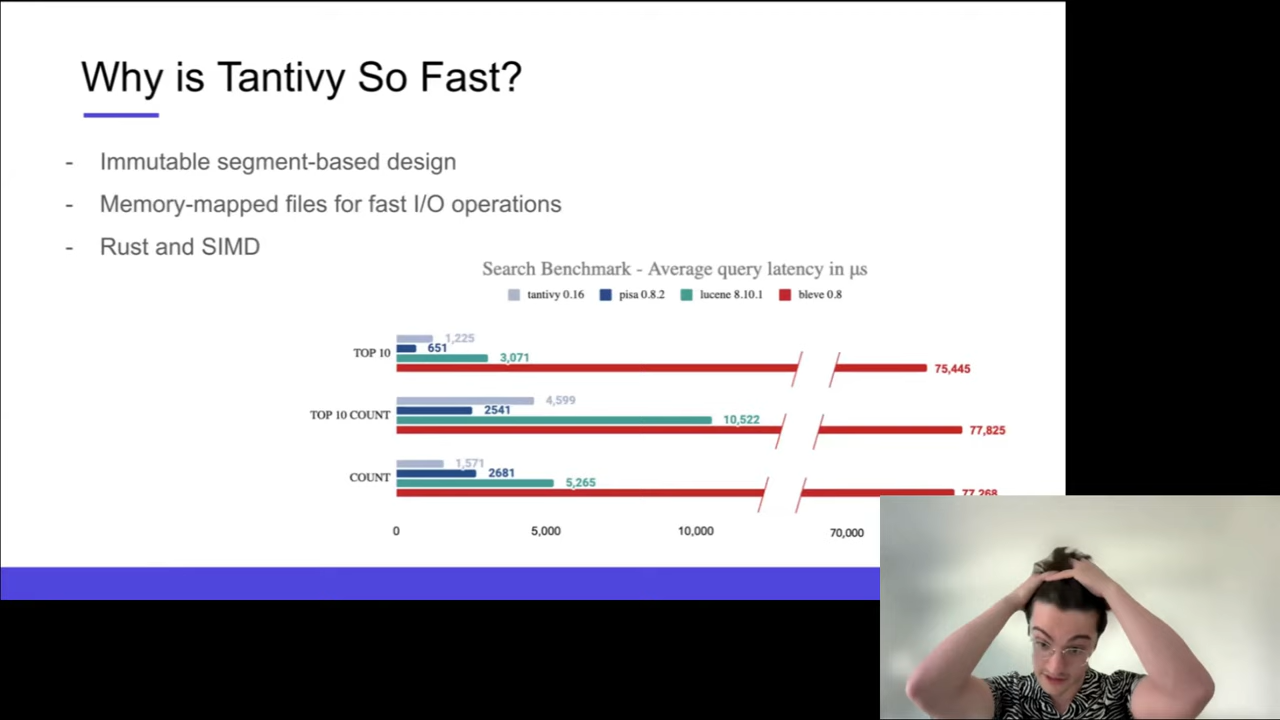 Why is Tantivy So Fast?
- Immutable segment-based design
- Memory-mapped files for fast I/O operations
- Rust and SIMD
Search Benchmark - Average query latency in µs
tantivy 0.16 pisa 0.8.2 lucene 8.10.1 bleve 0.8
TOP 10
1,225
651
3,071
75,445
TOP 10 COUNT
4,599
2541
10,522
77,825
COUNT
1,571
2681
5,265
77,268
0 5,000 10,000 70,000